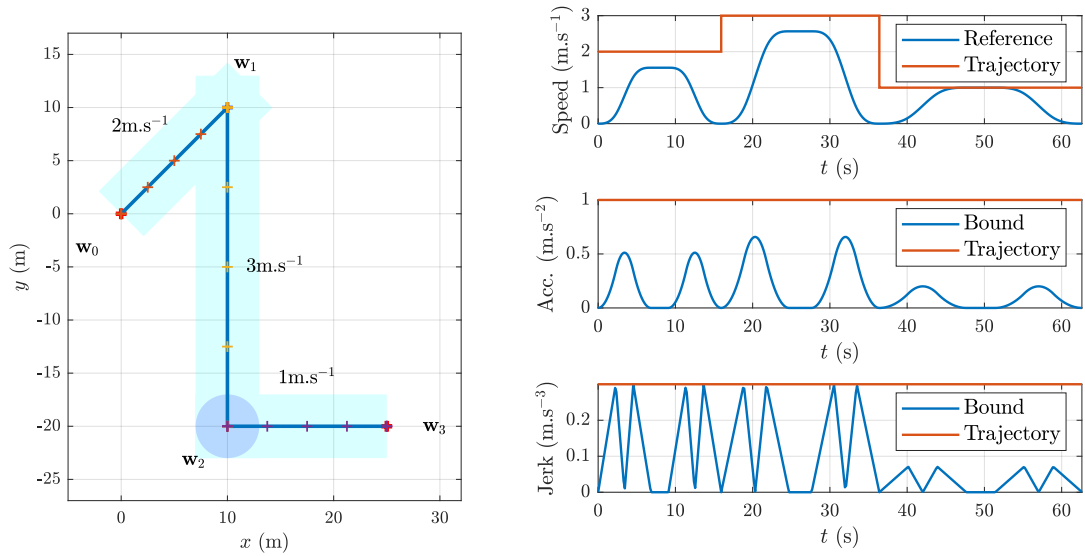 15
10
5
0
-5
-10
-15
-20
-25
y (m)
0
10
20
30
x (m)
w₀
w₁
w₂
w₃
2m.s⁻¹
3m.s⁻¹
1m.s⁻¹
3
2
1
0
Speed (m.s⁻¹)
Reference
Trajectory
0
10
20
30
40
50
60
t (s)
1
0.5
0
Acc. (m.s⁻²)
Bound
Trajectory
0
10
20
30
40
50
60
t (s)
0.2
0.1
0
Jerk (m.s⁻³)
Bound
Trajectory
0
10
20
30
40
50
60
t (s)